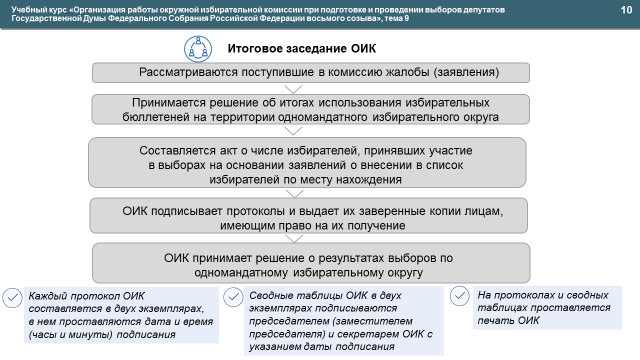 Учебный курс «Организация работы окружной избирательной комиссии при подготовке и проведении выборов депутатов
Государственной Думы Федерального Собрания Российской Федерации восьмого созыва», тема 9
10
Итоговое заседание ОИК
Рассматриваются поступившие в комиссию жалобы (заявления)
Принимается решение об итогах использования избирательных
бюллетеней на территории одномандатного избирательного округа
Составляется акт о числе избирателей, принявших участие
в выборах на основании заявлений о внесении в список
избирателей по месту нахождения
ОИК подписывает протоколы и выдает их заверенные копии лицам,
имеющим право на их получение
ОИК принимает решение о результатах выборов по
одномандатному избирательному округу
Каждый протокол ОИК
составляется в двух экземплярах,
в нем проставляются дата и время
(часы и минуты) подписания
Сводные таблицы ОИК в двух
экземплярах подписываются
председателем (заместителем
председателя) и секретарем ОИК с
указанием даты подписания
На протоколах и сводных
таблицах проставляется
печать ОИК